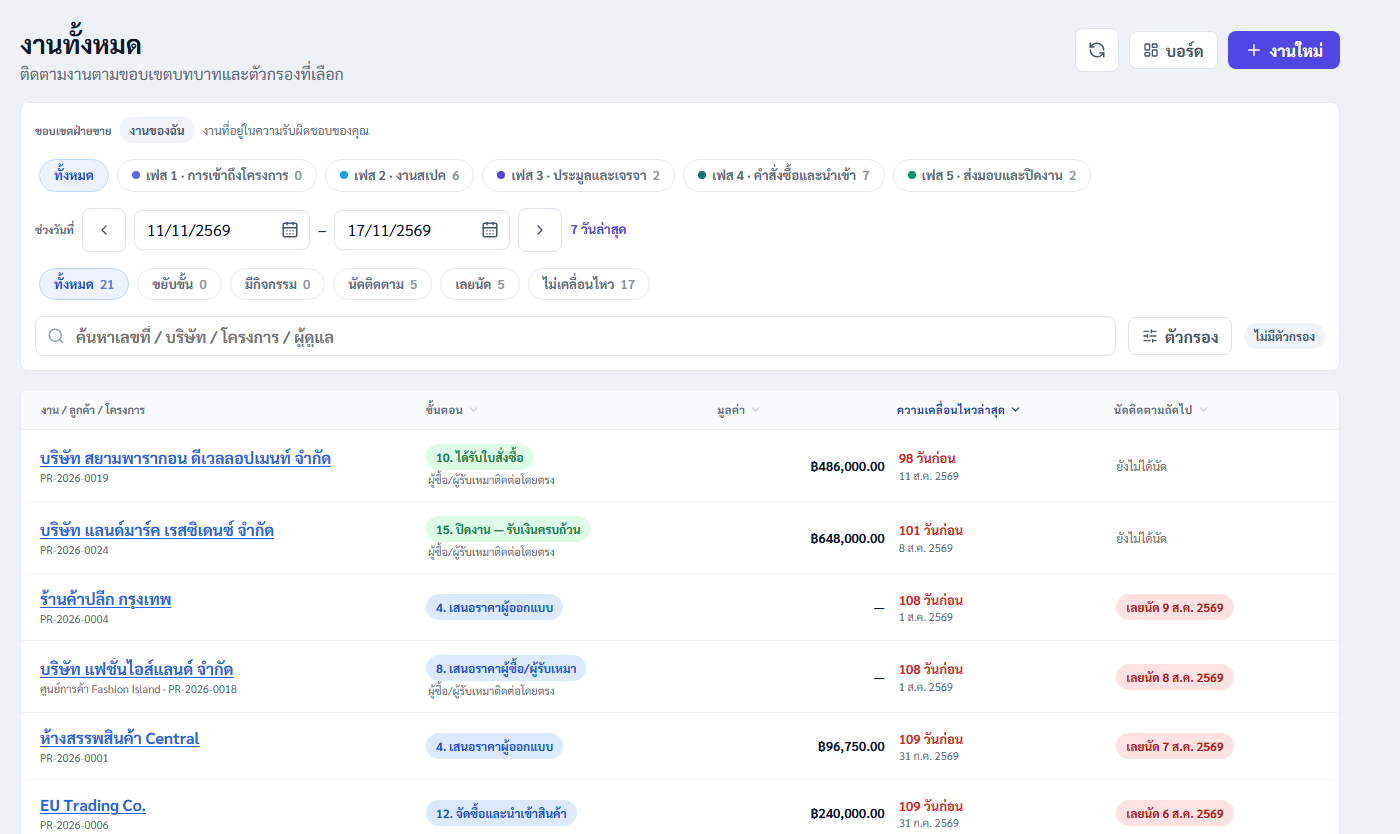 งานทั้งหมด
ติดตามงานตามขอบเขตบทบาทและตัวกรองที่เลือก
บอร์ด
+ งานใหม่
ขอบเขตฝ่ายขาย งานของฉัน งานที่อยู่ในความรับผิดชอบของคุณ
ทั้งหมด เฟส 1 · การเข้าถึงโครงการ 0 เฟส 2 · งานสเปค 6 เฟส 3 · ประมูลและเจรจา 2 เฟส 4 · คำสั่งซื้อและนำเข้า 7 เฟส 5 · ส่งมอบและปิดงาน 2
ช่วงวันที่ 11/11/2569 – 17/11/2569 7 วันล่าสุด
ทั้งหมด 21 ขยับขั้น 0 มีกิจกรรม 0 นัดติดตาม 5 เลยนัด 5 ไม่เคลื่อนไหว 17
ค้นหาเลขที่ / บริษัท / โครงการ / ผู้ดูแล ตัวกรอง ไม่มีตัวกรอง
งาน / ลูกค้า / โครงการ ขั้นตอน มูลค่า ความเคลื่อนไหวล่าสุด นัดติดตามถัดไป
บริษัท สยามพารากอน ดีเวลลอปเมนท์ จำกัด 10. ได้รับใบสั่งซื้อ ฿486,000.00 98 วันก่อน ยังไม่ได้นัด
PR-2026-0019 ผู้ซื้อ/ผู้รับเหมาติดต่อโดยตรง 11 ส.ค. 2569
บริษัท แลนด์มาร์ค เรสซิเดนซ์ จำกัด 15. ปิดงาน — รับเงินครบถ้วน ฿648,000.00 101 วันก่อน ยังไม่ได้นัด
PR-2026-0024 ผู้ซื้อ/ผู้รับเหมาติดต่อโดยตรง 8 ส.ค. 2569
ร้านค้าปลีก กรุงเทพ 4. เสนอราคาผู้ออกแบบ — 108 วันก่อน เลยนัด 9 ส.ค. 2569
PR-2026-0004 1 ส.ค. 2569
บริษัท แฟชั่นไอส์แลนด์ จำกัด 8. เสนอราคาผู้ซื้อ/ผู้รับเหมา — 108 วันก่อน เลยนัด 8 ส.ค. 2569
ศูนย์การค้า Fashion Island · PR-2026-0018 ผู้ซื้อ/ผู้รับเหมาติดต่อโดยตรง 1 ส.ค. 2569
ห้างสรรพสินค้า Central 4. เสนอราคาผู้ออกแบบ ฿96,750.00 109 วันก่อน เลยนัด 7 ส.ค. 2569
PR-2026-0001 31 ก.ค. 2569
EU Trading Co. 12. จัดซื้อและนำเข้าสินค้า ฿240,000.00 109 วันก่อน เลยนัด 6 ส.ค. 2569
PR-2026-0006 31 ก.ค. 2569